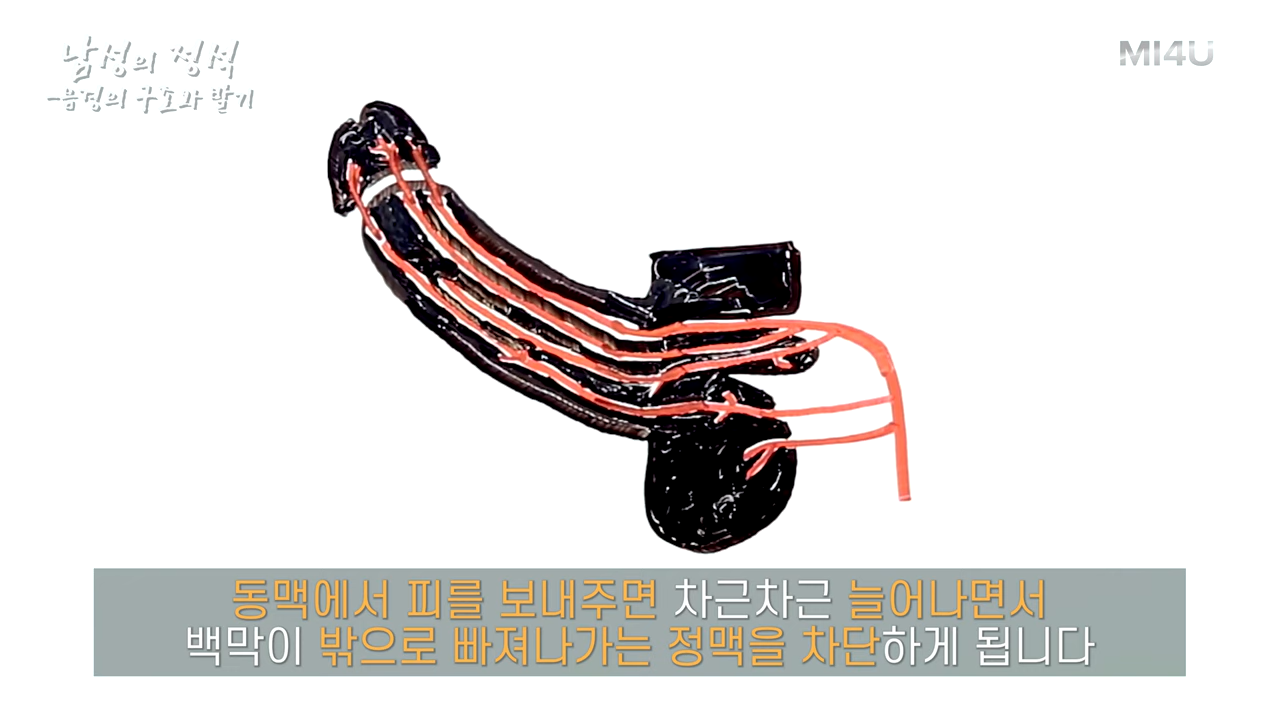 남성의 정석
-음경의 구조와 발기
MI4U
동맥에서 피를 보내주면 차근차근 늘어나면서
백막이 밖으로 빠져나가는 정맥을 차단하게 됩니다